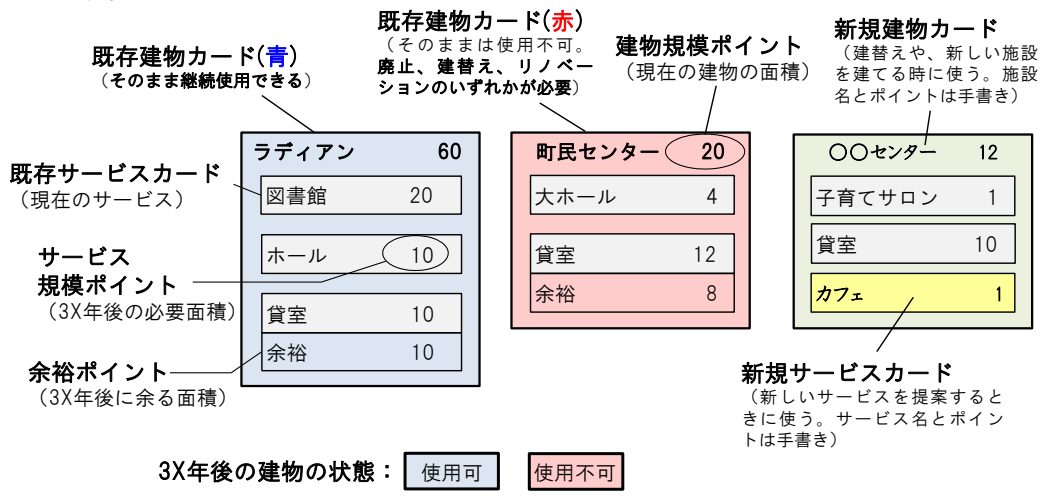 既存建物カード(青)
(そのまま継続使用できる)
既存建物カード(赤)
(そのままは使用不可。
廃止、建替え、リノベー
ションのいずれかが必要)
建物規模ポイント
(現在の建物の面積)
新規建物カード
(建替えや、新しい施設
を建てる時に使う。施設
名とポイントは手書き)
既存サービスカード
(現在のサービス)
サービス
規模ポイント
(3X年後の必要面積)
余裕ポイント
(3X年後に余る面積)
ラディアン 60
図書館 20
ホール 10
貸室 10
余裕 10
町民センター 20
大ホール 4
貸室 12
余裕 8
〇〇センター 12
子育てサロン 1
貸室 10
カフェ 1
新規サービスカード
(新しいサービスを提案すると
きに使う。サービス名とポイン
トは手書き)
3X年後の建物の状態： 使用可 使用不可